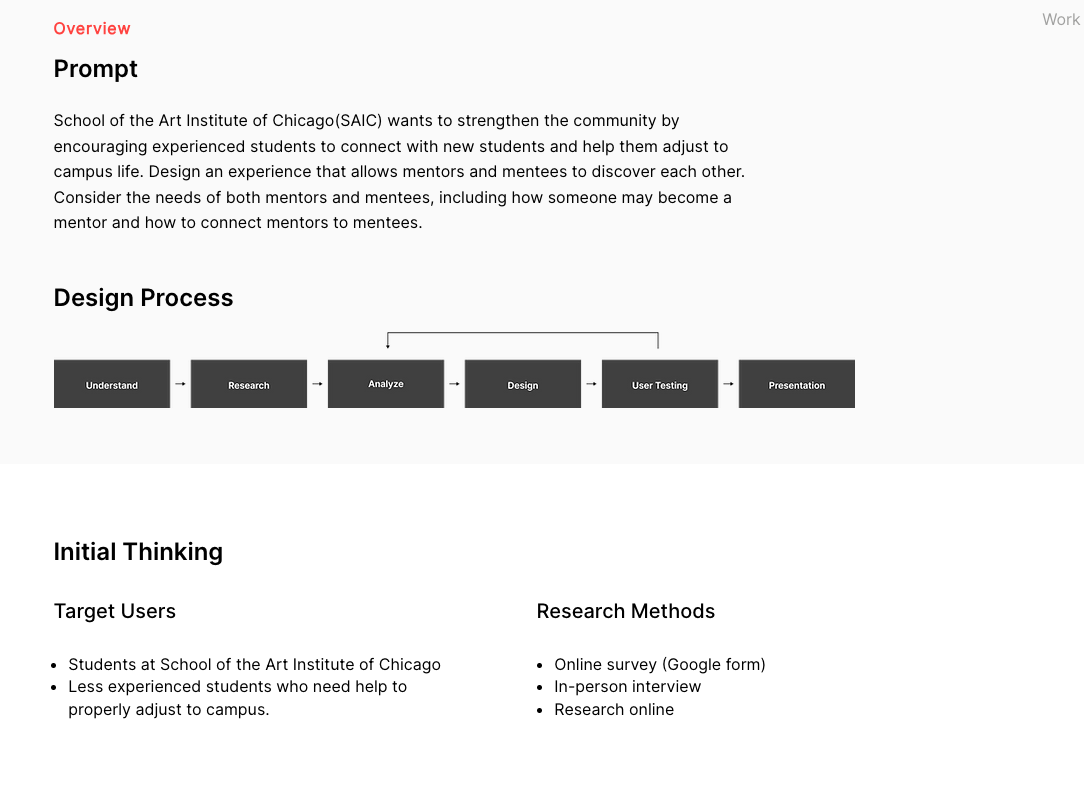 Work
Overview
Prompt
School of the Art Institute of Chicago(SAIC) wants to strengthen the community by
encouraging experienced students to connect with new students and help them adjust to
campus life. Design an experience that allows mentors and mentees to discover each other.
Consider the needs of both mentors and mentees, including how someone may become a
mentor and how to connect mentors to mentees.
Design Process
Understand
Research
Analyze
Design
User Testing
Presentation
Initial Thinking
Target Users
• Students at School of the Art Institute of Chicago
• Less experienced students who need help to
properly adjust to campus.
Research Methods
• Online survey (Google form)
• In-person interview
• Research online